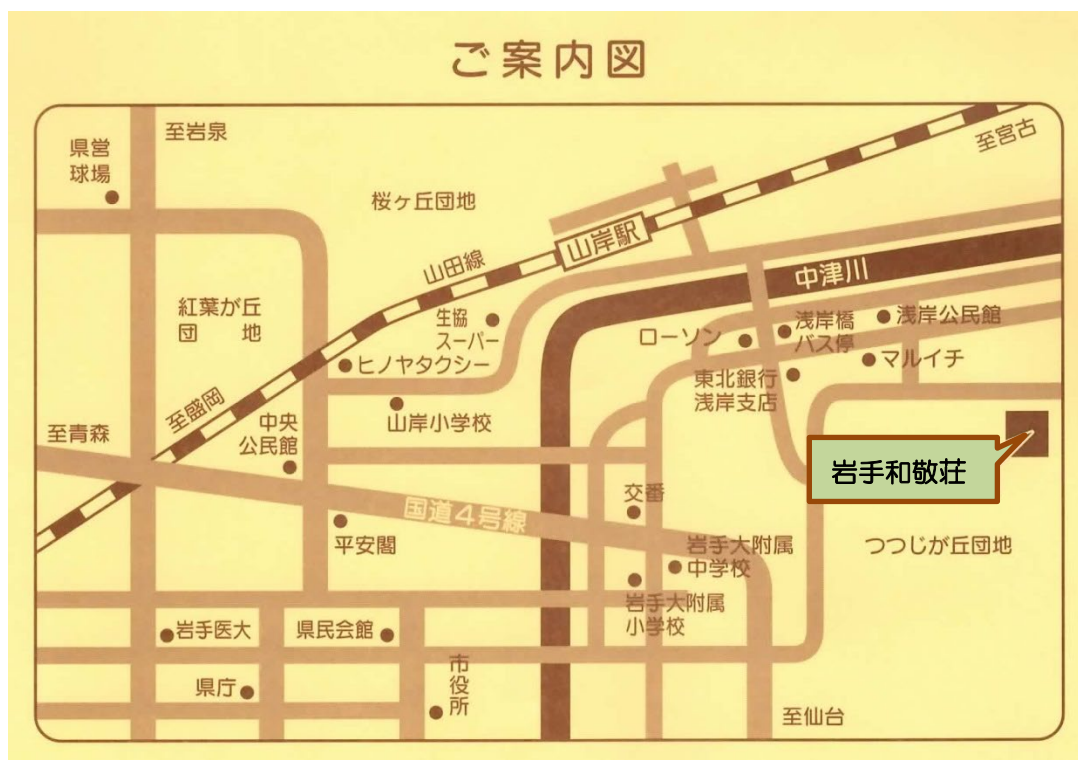 ご案内図
至岩泉
県営
球場
至宮古
桜ヶ丘団地
山岸駅
山田線
中津川
紅葉が丘
団　地
生協
スーパー
ヒノヤタクシー
ローソン
浅岸橋
バス停
浅岸公民館
マルイチ
東北銀行
浅岸支店
至盛岡
山岸小学校
中央
公民館
至青森
岩手和敬荘
交番
国道4号線
平安閣
岩手大附属
中学校
つつじが丘団地
岩手大附属
小学校
岩手医大
県民会館
市役所
県庁
至仙台